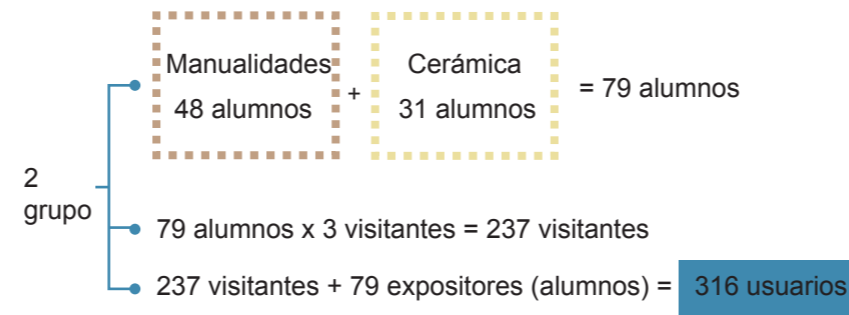 Manualidades
48 alumnos
+
Cerámica
31 alumnos
= 79 alumnos
2
grupo
79 alumnos x 3 visitantes = 237 visitantes
237 visitantes + 79 expositores (alumnos) = 316 usuarios